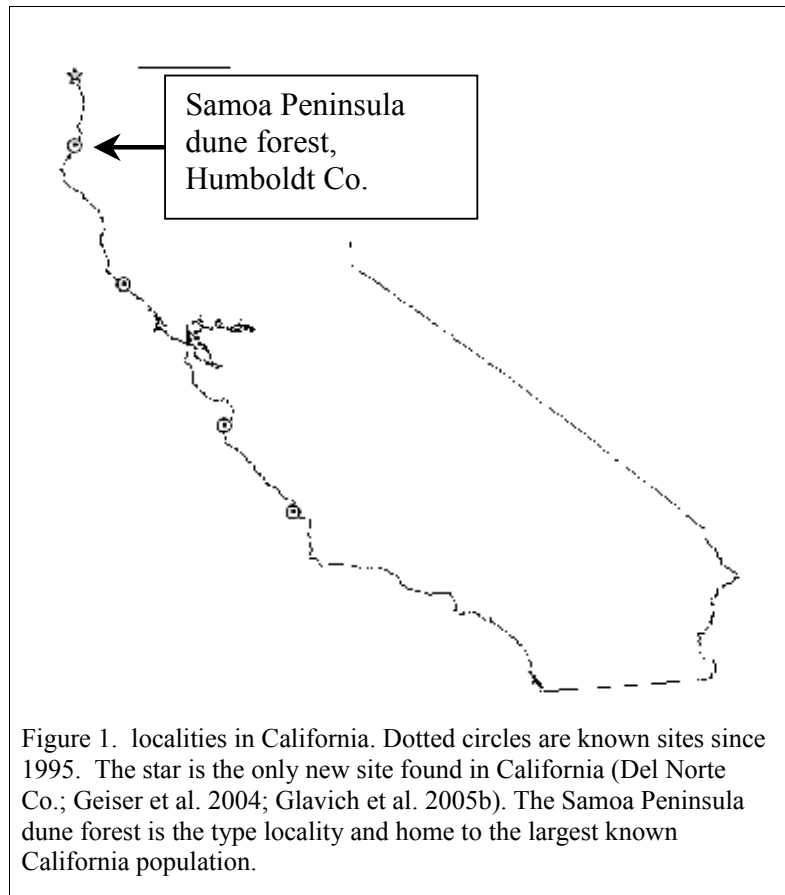 Samoa Peninsula
dune forest,
Humboldt Co.
Figure 1.  localities in California. Dotted circles are known sites since
1995.  The star is the only new site found in California (Del Norte
Co.; Geiser et al. 2004; Glavich et al. 2005b). The Samoa Peninsula
dune forest is the type locality and home to the largest known
California population.